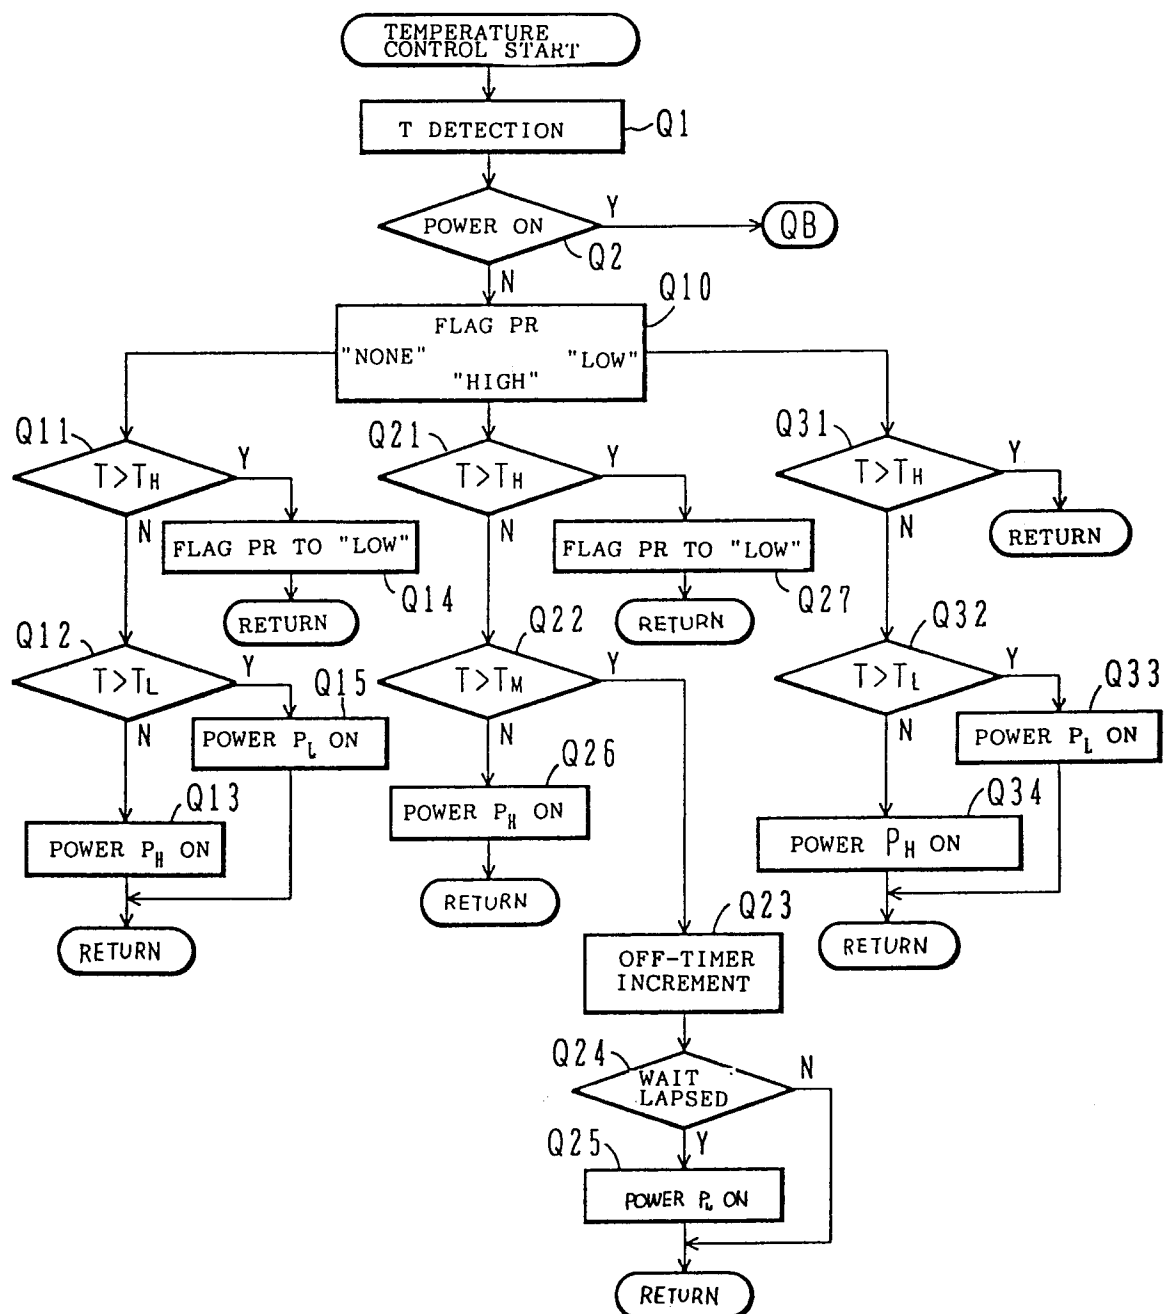 TEMPERATURE
CONTROL START
T DETECTION
Q1
POWER ON
Y
QB
Q2
N
Q10
FLAG PR
"NONE"
"LOW"
"HIGH"
Q11
T>TH
Y
N
Q21
T>TH
Y
N
Q31
T>TH
Y
N
FLAG PR TO "LOW"
Q14
RETURN
FLAG PR TO "LOW"
Q27
RETURN
RETURN
Q12
T>TL
Y
N
Q15
POWER PL ON
Q22
T>TM
Y
N
Q32
T>TL
Y
N
Q33
POWER PL ON
Q13
POWER PH ON
RETURN
Q26
POWER PH ON
RETURN
Q34
POWER PH ON
RETURN
Q23
OFF-TIMER
INCREMENT
Q24
WAIT
LAPSED
N
Y
Q25
POWER PL ON
RETURN